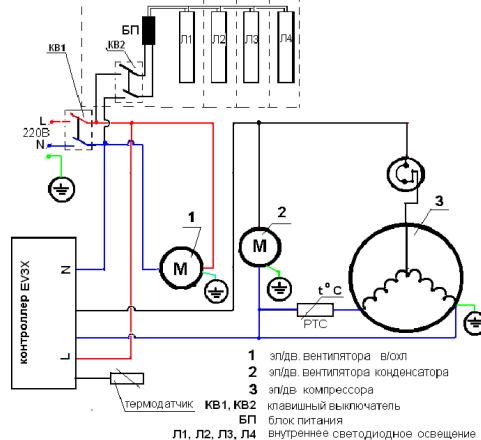 БП
КВ2
КВ1
Л1 Л2 Л3 Л4
L
220В
N
1
2
3
М
М
контроллер EV3X
N
L
t°C
РТС
термодатчик
1 эл/дв. вентилятора в/охл
2 эл/дв. вентилятора конденсатора
3 эл/дв компрессора
КВ1, КВ2 клавишный выключатель
БП блок питания
Л1, Л2, Л3, Л4 внутреннее светодиодное освещение